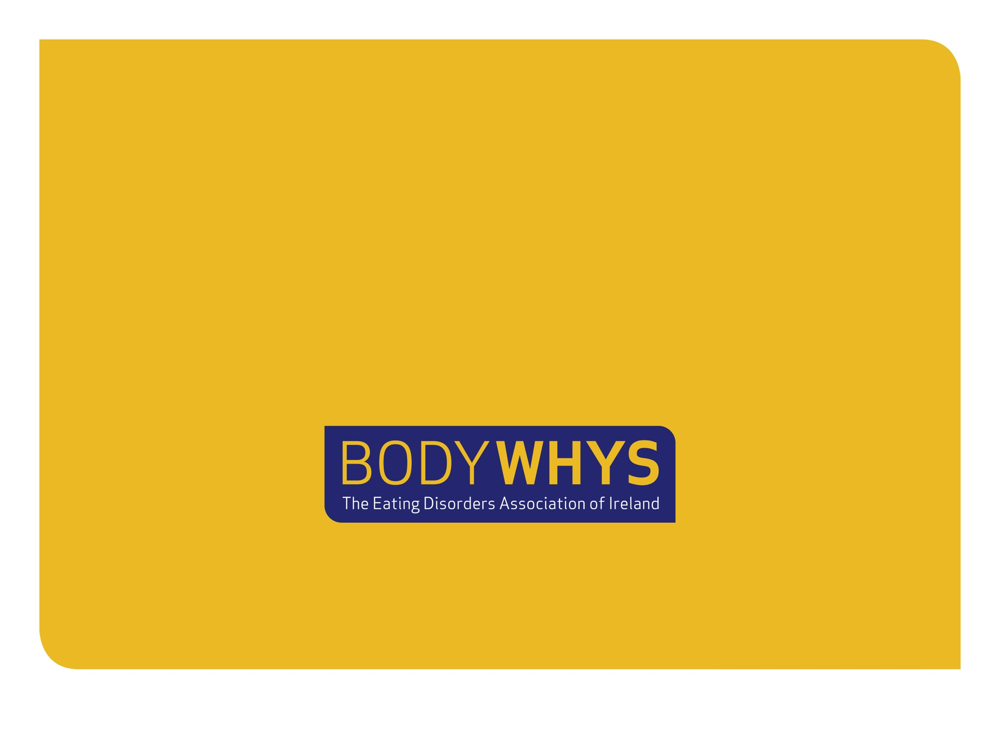 BODYWHYS
The Eating Disorders Association of Ireland